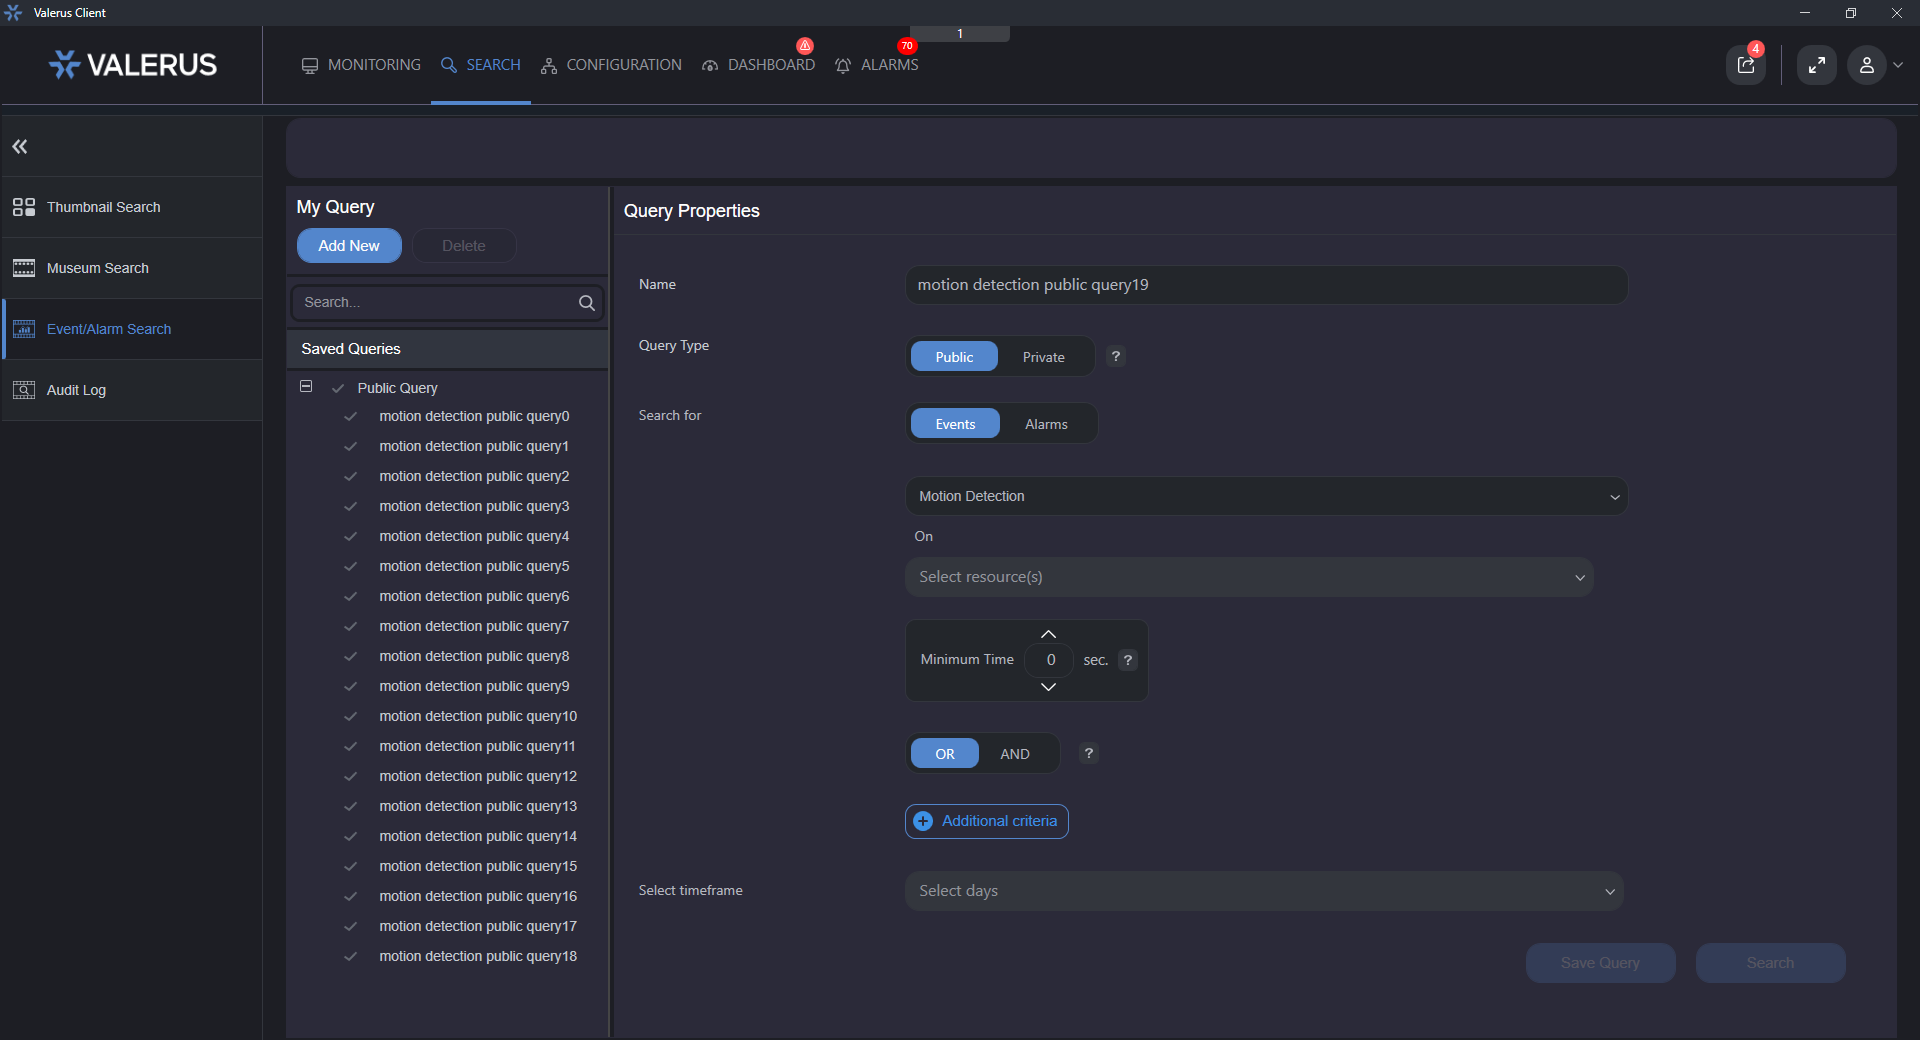 Valerus Client
1
VALERUS
MONITORING
SEARCH
CONFIGURATION
DASHBOARD
70
ALARMS
4
Thumbnail Search
Museum Search
Event/Alarm Search
Audit Log
My Query
Add New
Delete
Search...
Saved Queries
Public Query
motion detection public query0
motion detection public query1
motion detection public query2
motion detection public query3
motion detection public query4
motion detection public query5
motion detection public query6
motion detection public query7
motion detection public query8
motion detection public query9
motion detection public query10
motion detection public query11
motion detection public query12
motion detection public query13
motion detection public query14
motion detection public query15
motion detection public query16
motion detection public query17
motion detection public query18
Query Properties
Name
motion detection public query19
Query Type
Public
Private
?
Search for
Events
Alarms
Motion Detection
On
Select resource(s)
Minimum Time
0
sec.
?
OR
AND
?
Additional criteria
Select timeframe
Select days
Save Query
Search